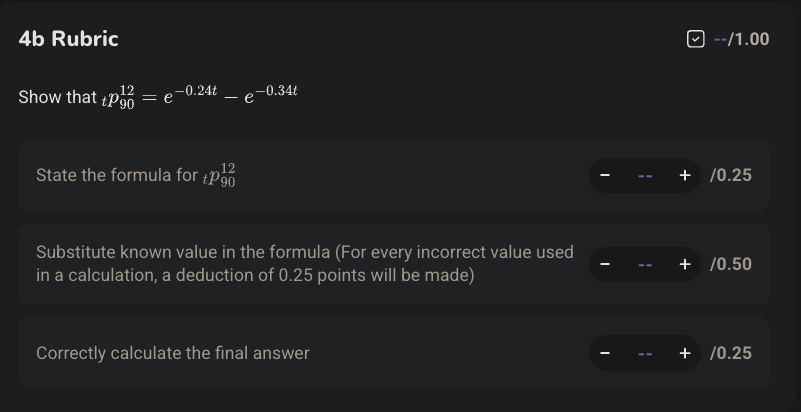 4b Rubric
--/1.00
Show that $_tp_{90}^{12} = e^{-0.24t} - e^{-0.34t}$
State the formula for $_tp_{90}^{12}$
− -- + /0.25
Substitute known value in the formula (For every incorrect value used
in a calculation, a deduction of 0.25 points will be made)
− -- + /0.50
Correctly calculate the final answer
− -- + /0.25